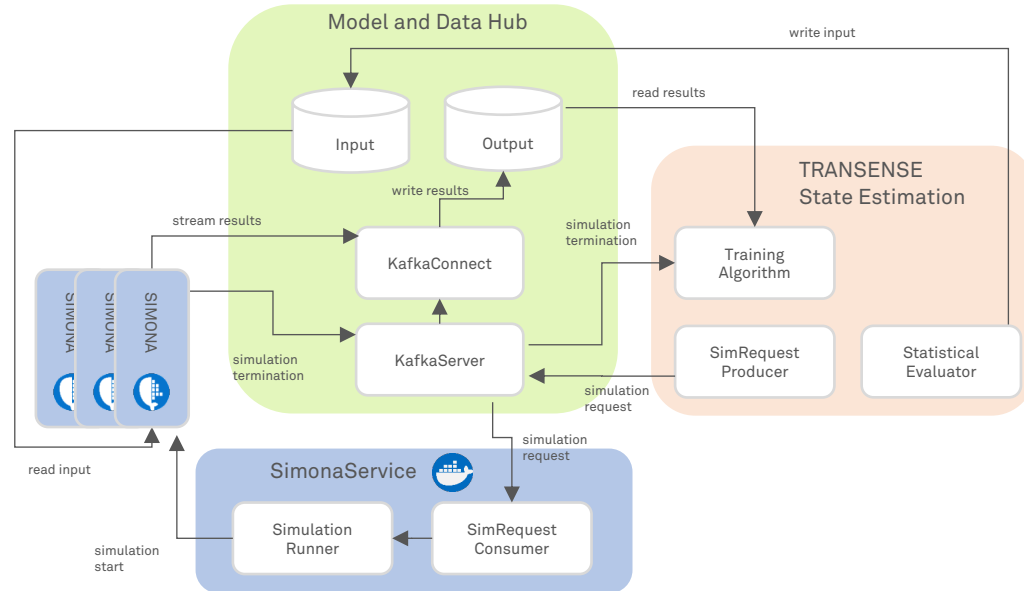 Model and Data Hub
write input
read results
Input
Output
TRANSENSE
State Estimation
write results
stream results
simulation
termination
KafkaConnect
Training
Algorithm
SIMONA
SIMONA
SIMONA
simulation
termination
KafkaServer
SimRequest
Producer
Statistical
Evaluator
simulation
request
simulation
request
read input
SimonaService
Simulation
Runner
SimRequest
Consumer
simulation
start